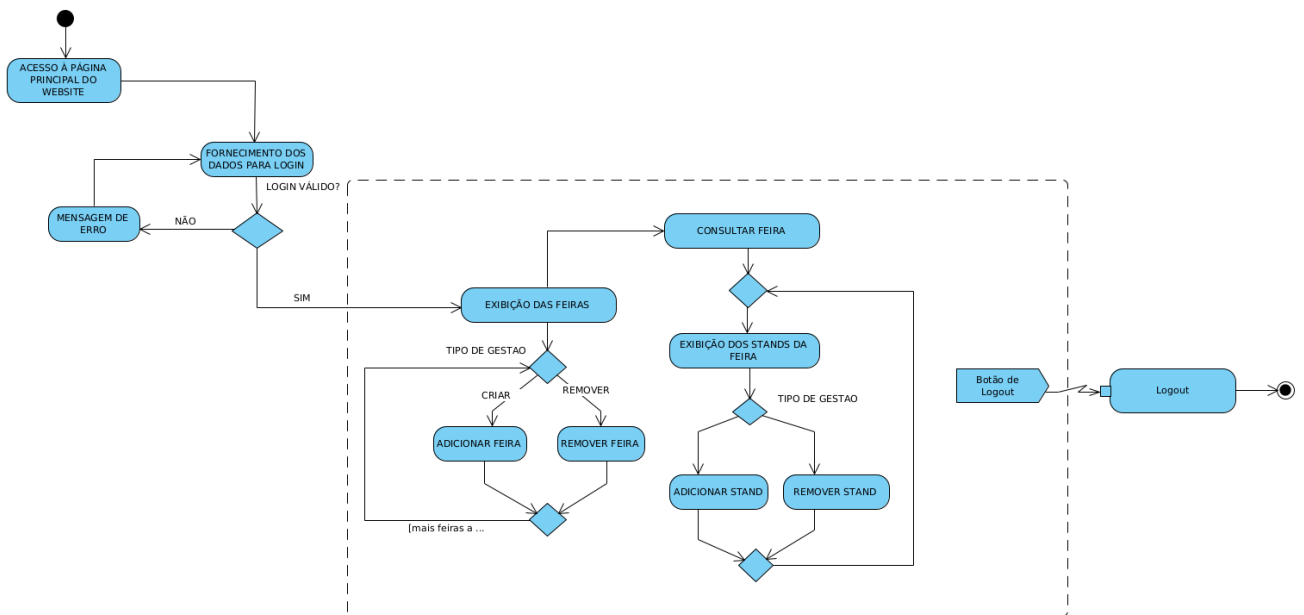 ACESSO À PÁGINA
PRINCIPAL DO
WEBSITE
FORNECIMENTO DOS
DADOS PARA LOGIN
LOGIN VÁLIDO?
MENSAGEM DE
ERRO
NÃO
SIM
CONSULTAR FEIRA
EXIBIÇÃO DAS FEIRAS
TIPO DE GESTAO
CRIAR
REMOVER
ADICIONAR FEIRA
REMOVER FEIRA
[mais feiras a ...
EXIBIÇÃO DOS STANDS DA
FEIRA
TIPO DE GESTAO
ADICIONAR STAND
REMOVER STAND
Botão de
Logout
Logout